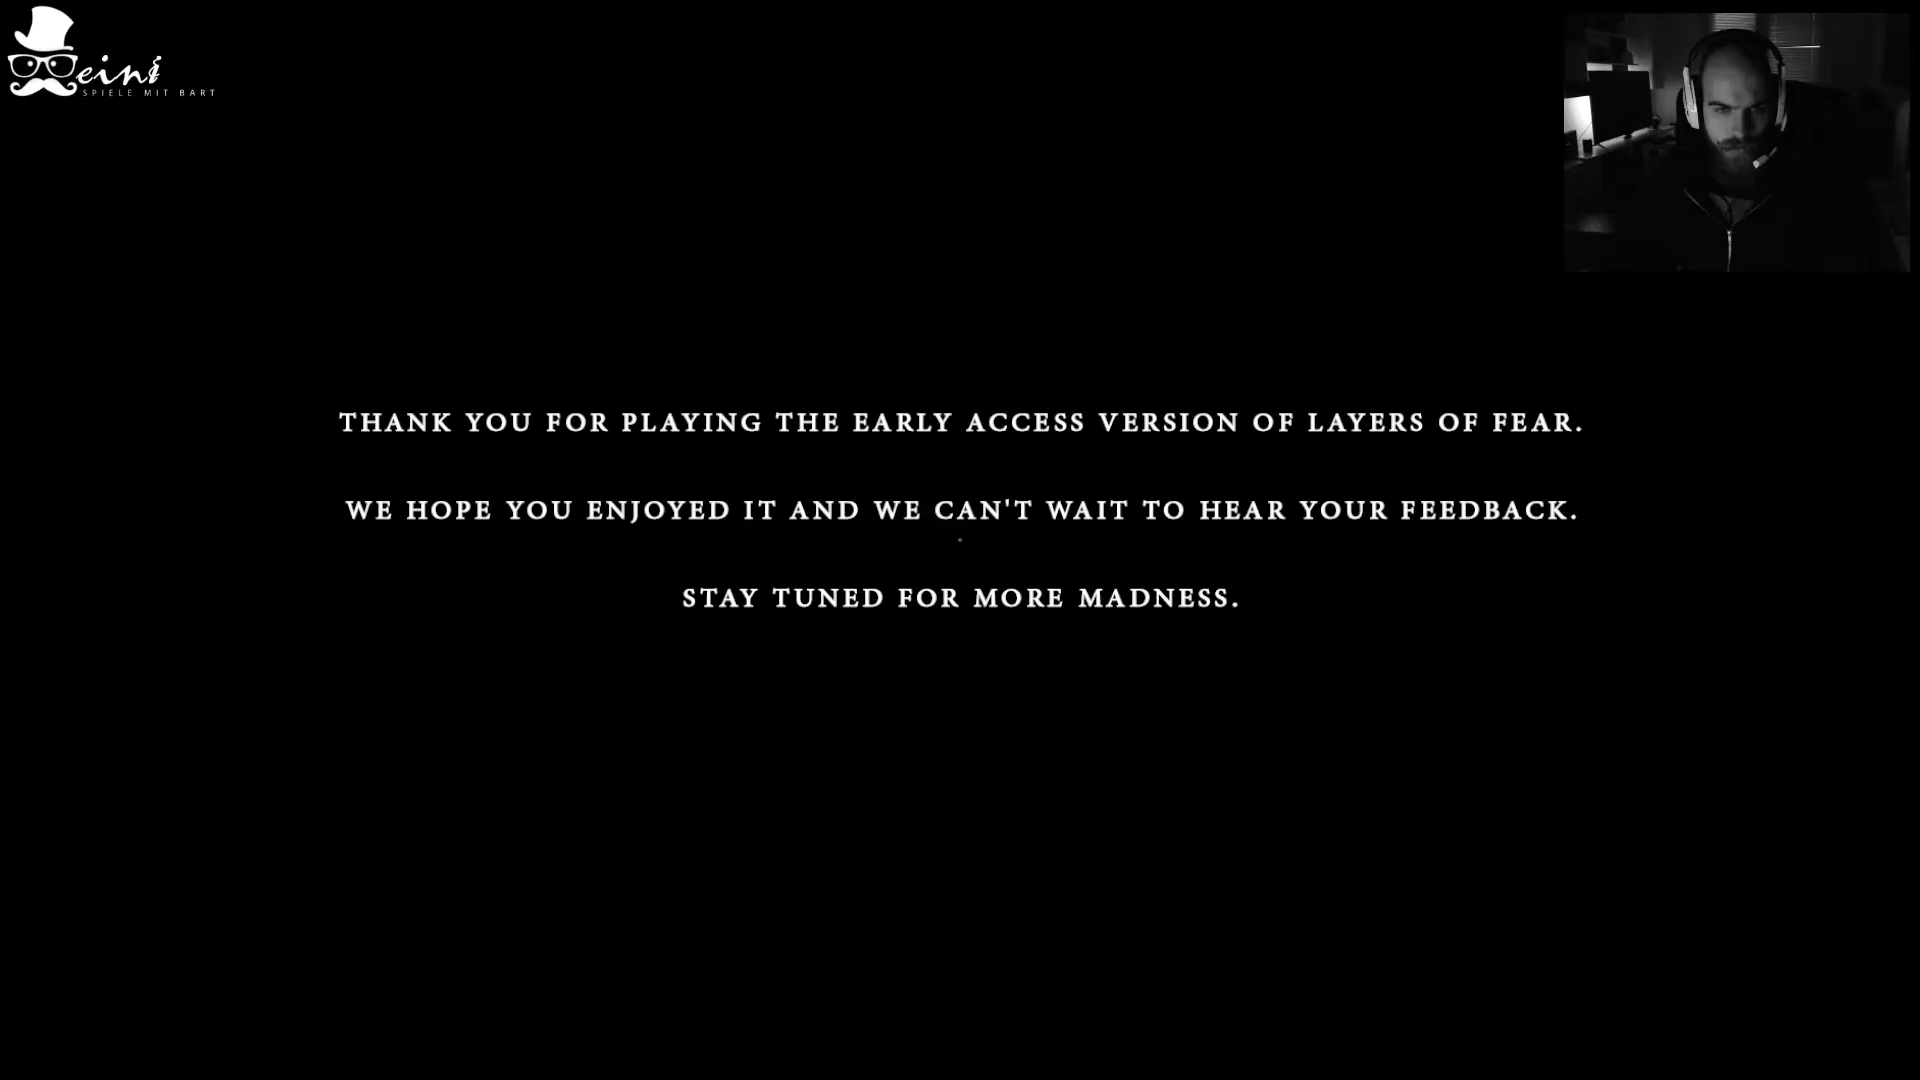 eini
SPIELE MIT BART
THANK YOU FOR PLAYING THE EARLY ACCESS VERSION OF LAYERS OF FEAR.
WE HOPE YOU ENJOYED IT AND WE CAN'T WAIT TO HEAR YOUR FEEDBACK.
STAY TUNED FOR MORE MADNESS.